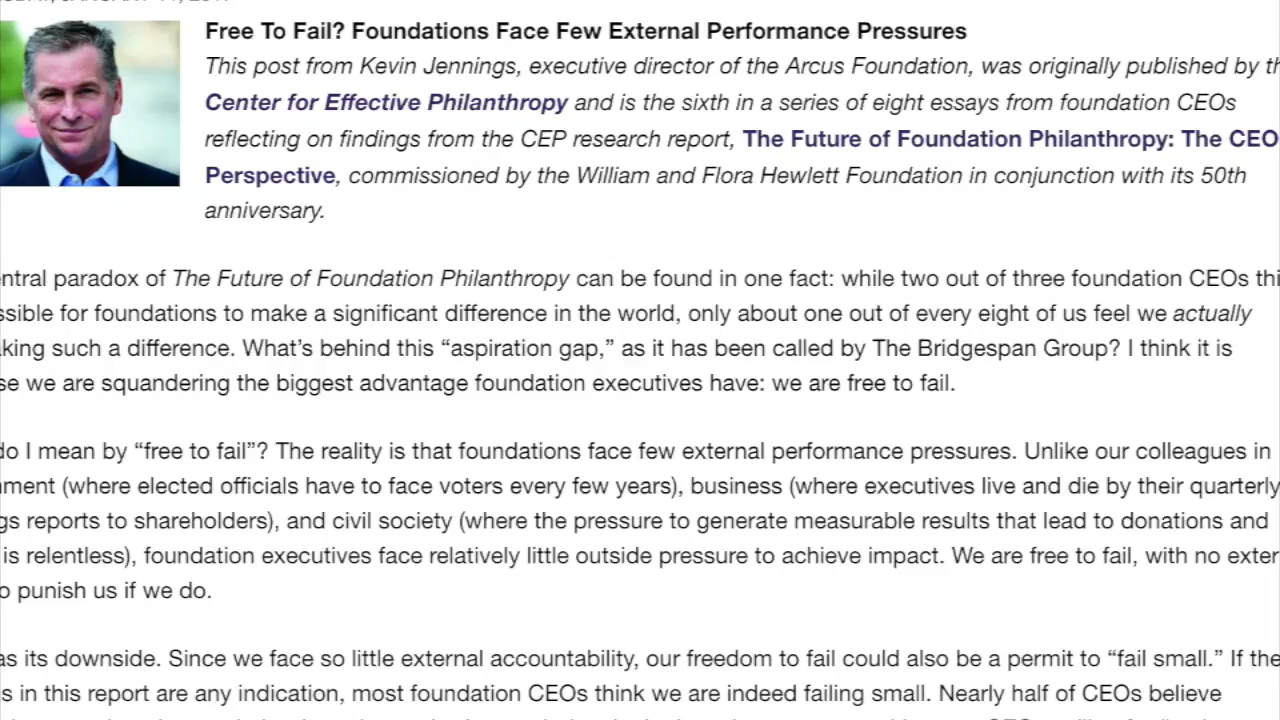 Free To Fail? Foundations Face Few External Performance Pressures
This post from Kevin Jennings, executive director of the Arcus Foundation, was originally published by
Center for Effective Philanthropy and is the sixth in a series of eight essays from foundation CEOs
reflecting on findings from the CEP research report, The Future of Foundation Philanthropy: The CEO
Perspective, commissioned by the William and Flora Hewlett Foundation in conjunction with its 50th
anniversary.
paradox of The Future of Foundation Philanthropy can be found in one fact: while two out of three foundation CEOs
for foundations to make a significant difference in the world, only about one out of every eight of us feel we actually
such a difference. What's behind this “aspiration gap,” as it has been called by The Bridgespan Group? I think it is
we are squandering the biggest advantage foundation executives have: we are free to fail.
do I mean by “free to fail”? The reality is that foundations face few external performance pressures. Unlike our colleagues in
(where elected officials have to face voters every few years), business (where executives live and die by their quarterly
reports to shareholders), and civil society (where the pressure to generate measurable results that lead to donations and
is relentless), foundation executives face relatively little outside pressure to achieve impact. We are free to fail, with no
punish us if we do.
its downside. Since we face so little external accountability, our freedom to fail could also be a permit to “fail small.” If the
in this report are any indication, most foundation CEOs think we are indeed failing small. Nearly half of CEOs believe